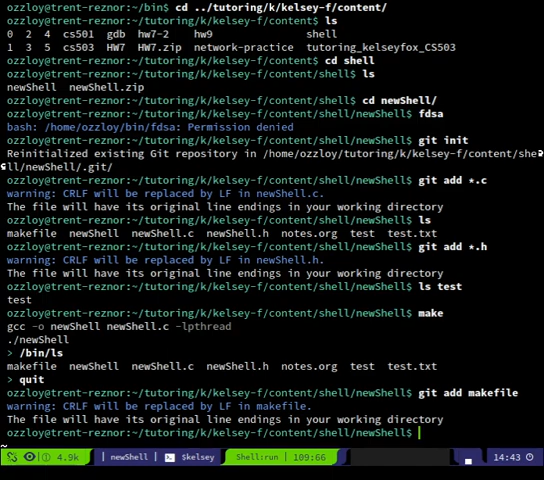 ozzloy@trent-reznor:~/bin$ cd ../tutoring/k/kelsey-f/content/
ozzloy@trent-reznor:~/tutoring/k/kelsey-f/content$ ls
0 2 4 cs501 gdb hw7-2 hw9 shell
1 3 5 cs503 HW7 HW7.zip network-practice tutoring_kelseyfox_CS503
ozzloy@trent-reznor:~/tutoring/k/kelsey-f/content$ cd shell
ozzloy@trent-reznor:~/tutoring/k/kelsey-f/content/shell$ ls
newShell newShell.zip
ozzloy@trent-reznor:~/tutoring/k/kelsey-f/content/shell$ cd newShell/
ozzloy@trent-reznor:~/tutoring/k/kelsey-f/content/shell/newShell$ fdsa
bash: /home/ozzloy/bin/fdsa: Permission denied
ozzloy@trent-reznor:~/tutoring/k/kelsey-f/content/shell/newShell$ git init
Reinitialized existing Git repository in /home/ozzloy/tutoring/k/kelsey-f/content/she
ll/newShell/.git/
ozzloy@trent-reznor:~/tutoring/k/kelsey-f/content/shell/newShell$ git add *.c
warning: CRLF will be replaced by LF in newShell.c.
The file will have its original line endings in your working directory
ozzloy@trent-reznor:~/tutoring/k/kelsey-f/content/shell/newShell$ ls
makefile newShell newShell.c newShell.h notes.org test test.txt
ozzloy@trent-reznor:~/tutoring/k/kelsey-f/content/shell/newShell$ git add *.h
warning: CRLF will be replaced by LF in newShell.h.
The file will have its original line endings in your working directory
ozzloy@trent-reznor:~/tutoring/k/kelsey-f/content/shell/newShell$ ls test
test
ozzloy@trent-reznor:~/tutoring/k/kelsey-f/content/shell/newShell$ make
gcc -o newShell newShell.c -lpthread
./newShell
> /bin/ls
makefile newShell newShell.c newShell.h notes.org test test.txt
> quit
ozzloy@trent-reznor:~/tutoring/k/kelsey-f/content/shell/newShell$ git add makefile
warning: CRLF will be replaced by LF in makefile.
The file will have its original line endings in your working directory
ozzloy@trent-reznor:~/tutoring/k/kelsey-f/content/shell/newShell$
~
① 4.9k | newShell | $kelsey Shell:run | 109:66 14:43